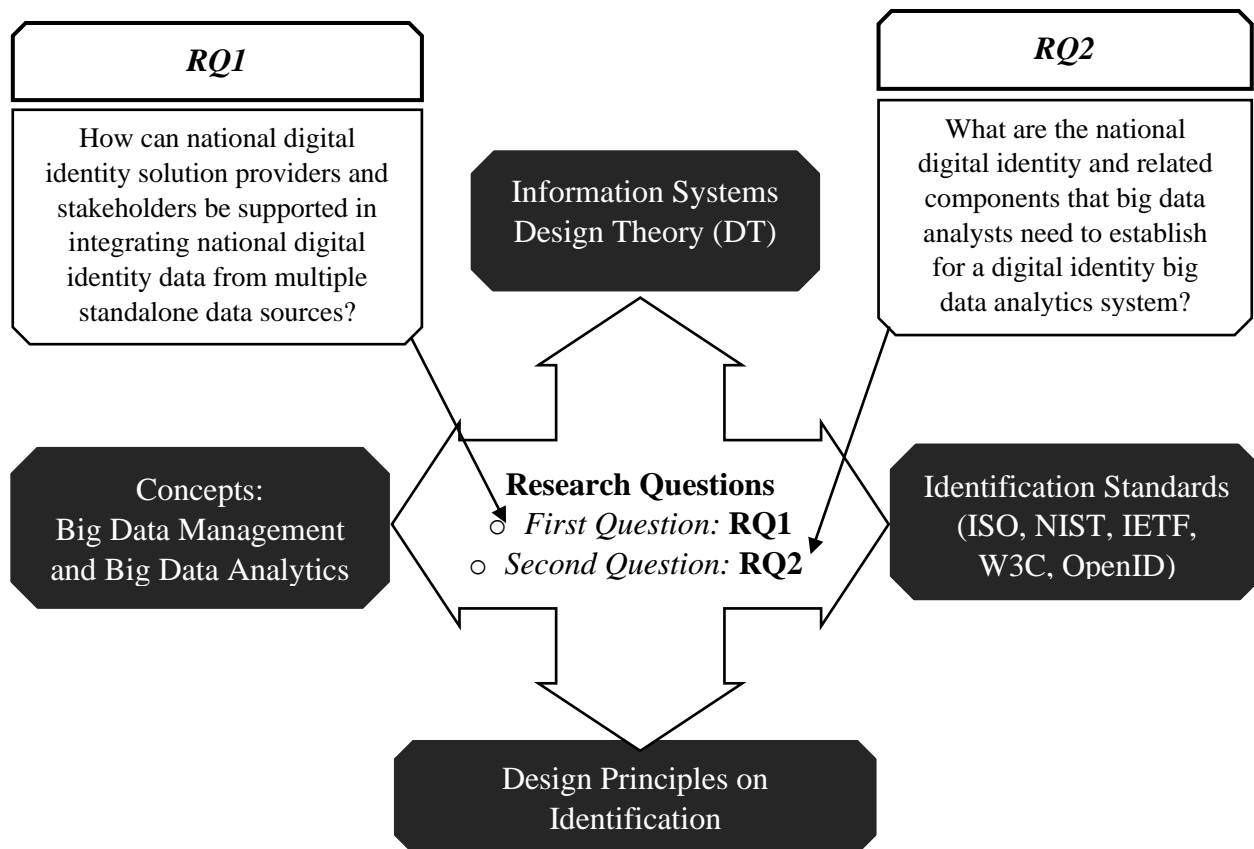 RQ1
How can national digital
identity solution providers and
stakeholders be supported in
integrating national digital
identity data from multiple
standalone data sources?
RQ2
What are the national
digital identity and related
components that big data
analysts need to establish
for a digital identity big
data analytics system?
Information Systems
Design Theory (DT)
Concepts:
Big Data Management
and Big Data Analytics
Research Questions
o First Question: RQ1
o Second Question: RQ2
Identification Standards
(ISO, NIST, IETF,
W3C, OpenID)
Design Principles on
Identification